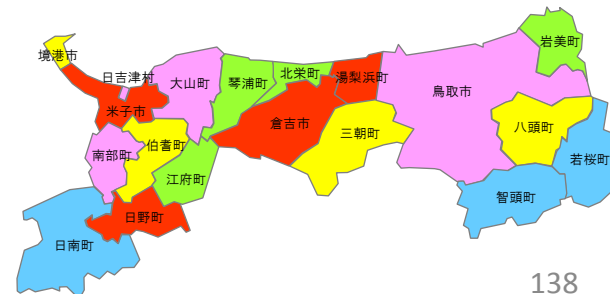 境港市
日吉津村
米子市
大山町
琴浦町
北栄町
湯梨浜町
鳥取市
岩美町
倉吉市
三朝町
八頭町
若桜町
智頭町
南部町
伯耆町
江府町
日野町
日南町
138